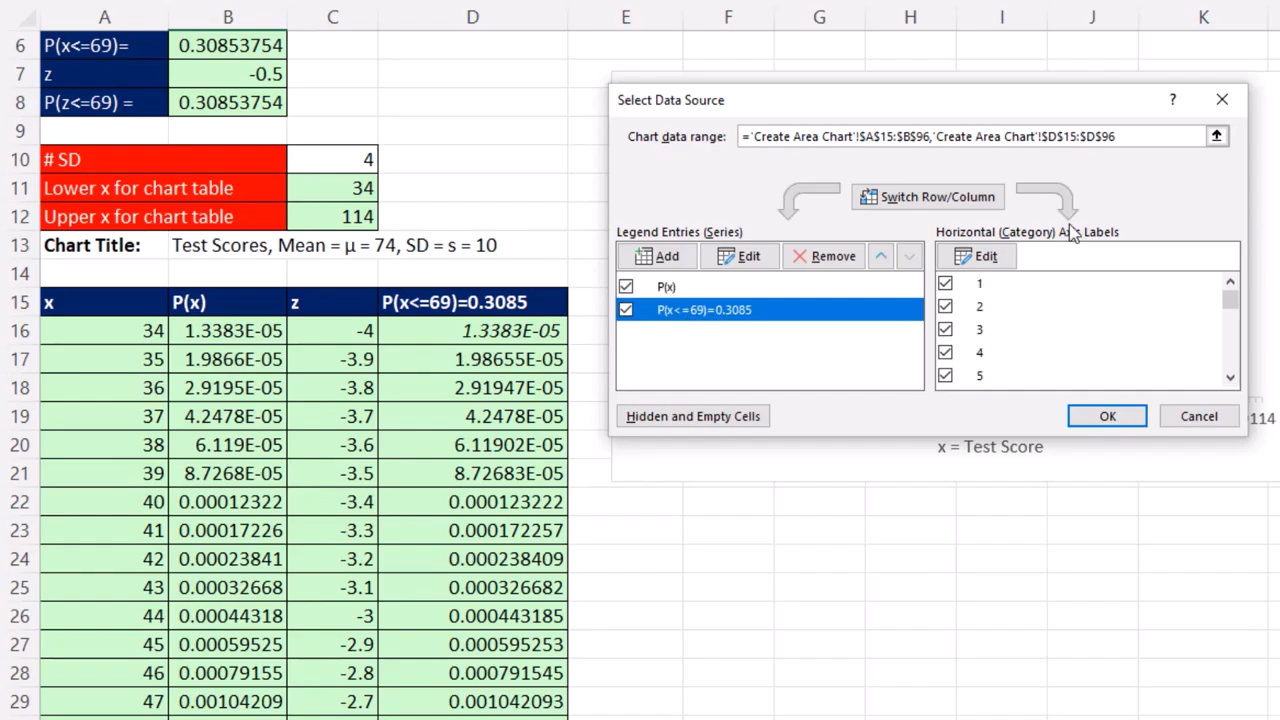 A B C D E F G H I J K
6 P(x<=69)= 0.30853754
7 z -0.5
8 P(z<=69) = 0.30853754
9
10 # SD 4
11 Lower x for chart table 34
12 Upper x for chart table 114
13 Chart Title: Test Scores, Mean = μ = 74, SD = s = 10
14
15 x P(x) z P(x<=69)=0.3085
16 34 1.3383E-05 -4 1.3383E-05
17 35 1.9866E-05 -3.9 1.98655E-05
18 36 2.9195E-05 -3.8 2.91947E-05
19 37 4.2478E-05 -3.7 4.2478E-05
20 38 6.119E-05 -3.6 6.11902E-05
21 39 8.7268E-05 -3.5 8.72683E-05
22 40 0.00012322 -3.4 0.000123222
23 41 0.00017226 -3.3 0.000172257
24 42 0.00023841 -3.2 0.000238409
25 43 0.00032668 -3.1 0.000326682
26 44 0.00044318 -3 0.000443185
27 45 0.00059525 -2.9 0.000595253
28 46 0.00079155 -2.8 0.000791545
29 47 0.00104209 -2.7 0.001042093
Select Data Source ?
Chart data range: ='Create Area Chart'!$A$15:$B$96,'Create Area Chart'!$D$15:$D$96
Switch Row/Column
Legend Entries (Series)
Add Edit Remove
P(x)
P(x<=69)=0.3085
Horizontal (Category) Axis Labels
Edit
1
2
3
4
5
Hidden and Empty Cells
OK Cancel
114
x = Test Score